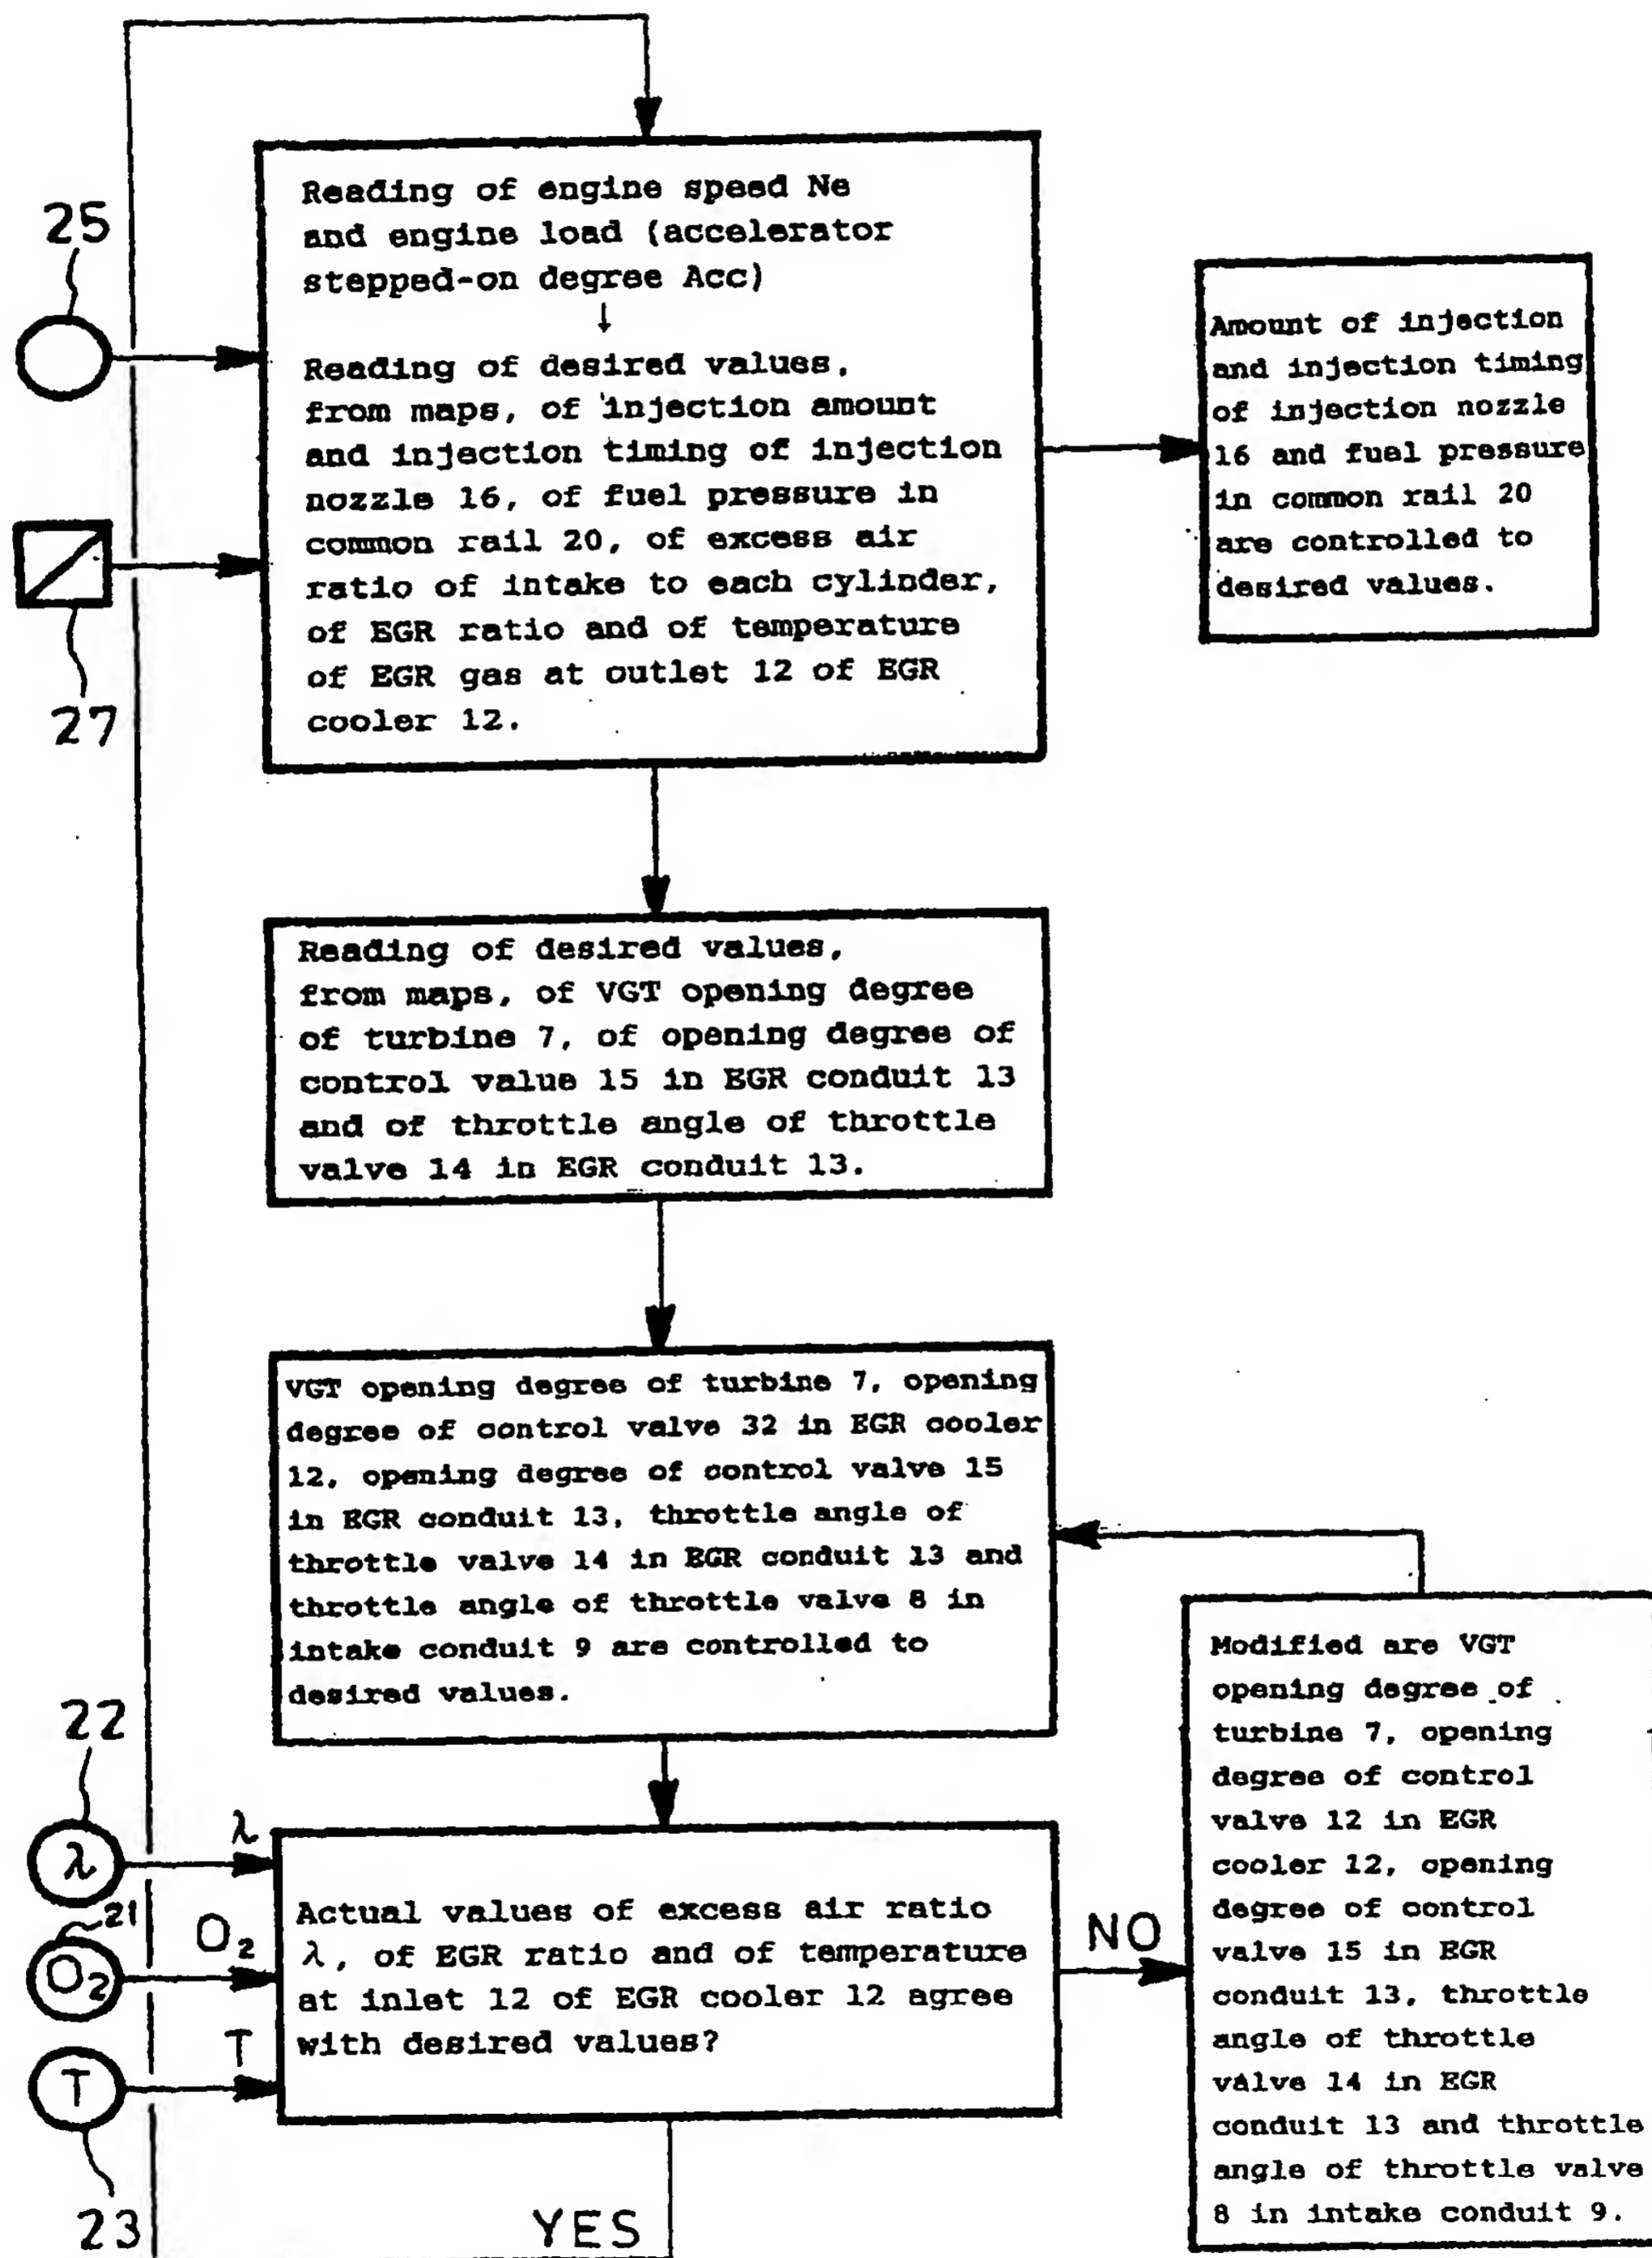 25
27
Reading of engine speed Ne
and engine load (accelerator
stepped-on degree Acc)
↓
Reading of desired values,
from maps, of injection amount
and injection timing of injection
nozzle 16, of fuel pressure in
common rail 20, of excess air
ratio of intake to each cylinder,
of EGR ratio and of temperature
of EGR gas at outlet 12 of EGR
cooler 12.
Amount of injection
and injection timing
of injection nozzle
16 and fuel pressure
in common rail 20
are controlled to
desired values.
Reading of desired values,
from maps, of VGT opening degree
of turbine 7, of opening degree of
control value 15 in EGR conduit 13
and of throttle angle of throttle
valve 14 in EGR conduit 13.
VGT opening degree of turbine 7, opening
degree of control valve 32 in EGR cooler
12, opening degree of control valve 15
in EGR conduit 13, throttle angle of
throttle valve 14 in EGR conduit 13 and
throttle angle of throttle valve 8 in
intake conduit 9 are controlled to
desired values.
22
λ
λ
21
O2
O2
T
T
23
Actual values of excess air ratio
λ, of EGR ratio and of temperature
at inlet 12 of EGR cooler 12 agree
with desired values?
NO
YES
Modified are VGT
opening degree of
turbine 7, opening
degree of control
valve 12 in EGR
cooler 12, opening
degree of control
valve 15 in EGR
conduit 13, throttle
angle of throttle
valve 14 in EGR
conduit 13 and throttle
angle of throttle valve
8 in intake conduit 9.